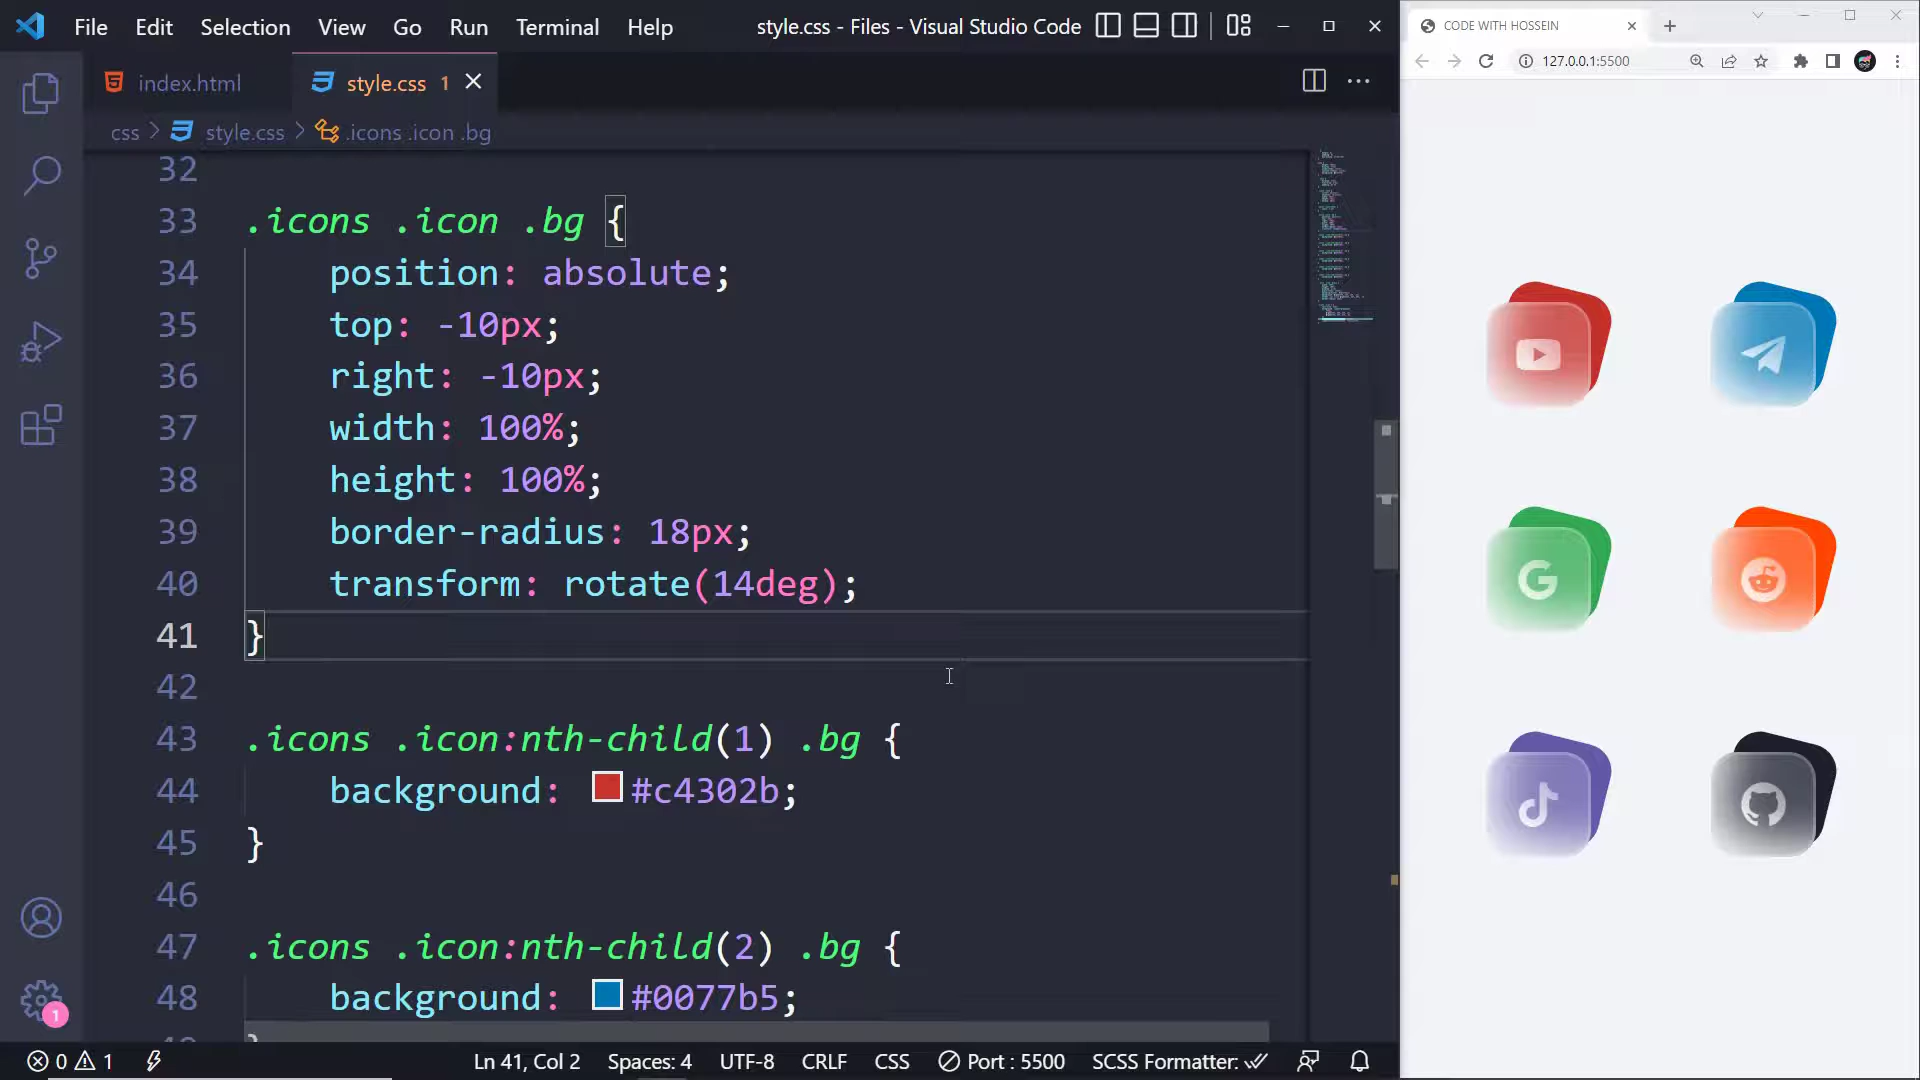 File Edit Selection View Go Run Terminal Help
style.css - Files - Visual Studio Code
index.html
style.css 1
css > style.css > .icons .icon .bg
32
33 .icons .icon .bg {
34 position: absolute;
35 top: -10px;
36 right: -10px;
37 width: 100%;
38 height: 100%;
39 border-radius: 18px;
40 transform: rotate(14deg);
41 }
42
43 .icons .icon:nth-child(1) .bg {
44 background: #c4302b;
45 }
46
47 .icons .icon:nth-child(2) .bg {
48 background: #0077b5;
1
0 1
Ln 41, Col 2
Spaces: 4
UTF-8
CRLF
CSS
Port : 5500
SCSS Formatter:
CODE WITH HOSSEIN
127.0.0.1:5500
G